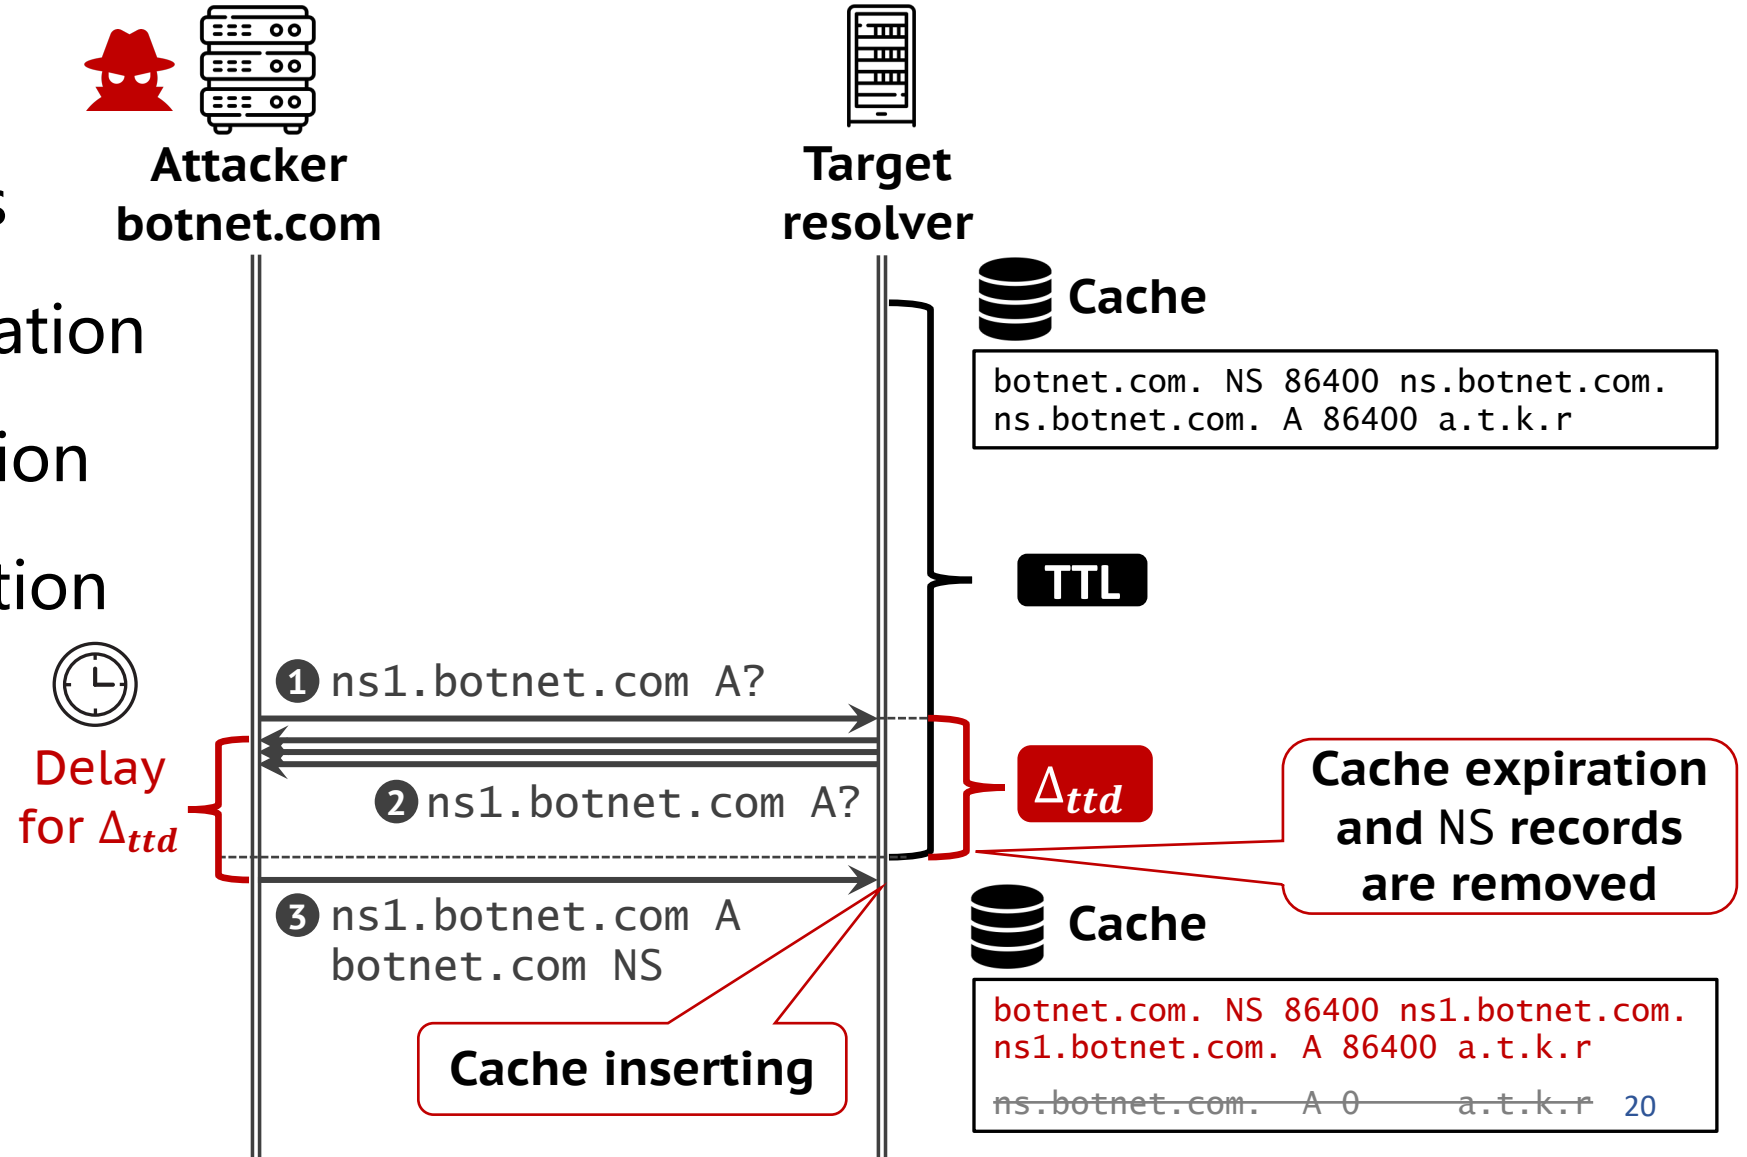 Attacker
botnet.com
Target
resolver
Cache
botnet.com. NS 86400 ns.botnet.com.
ns.botnet.com. A 86400 a.t.k.r
TTL
1 ns1.botnet.com A?
Delay
for Δttd
2 ns1.botnet.com A?
Δttd
Cache expiration
and NS records
are removed
3 ns1.botnet.com A
botnet.com NS
Cache inserting
Cache
botnet.com. NS 86400 ns1.botnet.com.
ns1.botnet.com. A 86400 a.t.k.r
ns.botnet.com. A 0 a.t.k.r
20